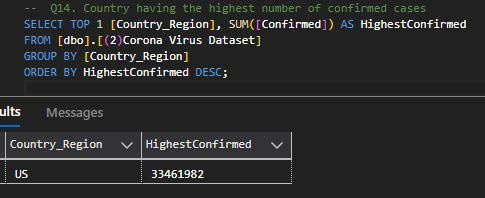 -- Q14. Country having the highest number of confirmed cases
SELECT TOP 1 [Country_Region], SUM([Confirmed]) AS HighestConfirmed
FROM [dbo].[(2)Corona Virus Dataset]
GROUP BY [Country_Region]
ORDER BY HighestConfirmed DESC;
ults Messages
Country_Region HighestConfirmed
US 33461982